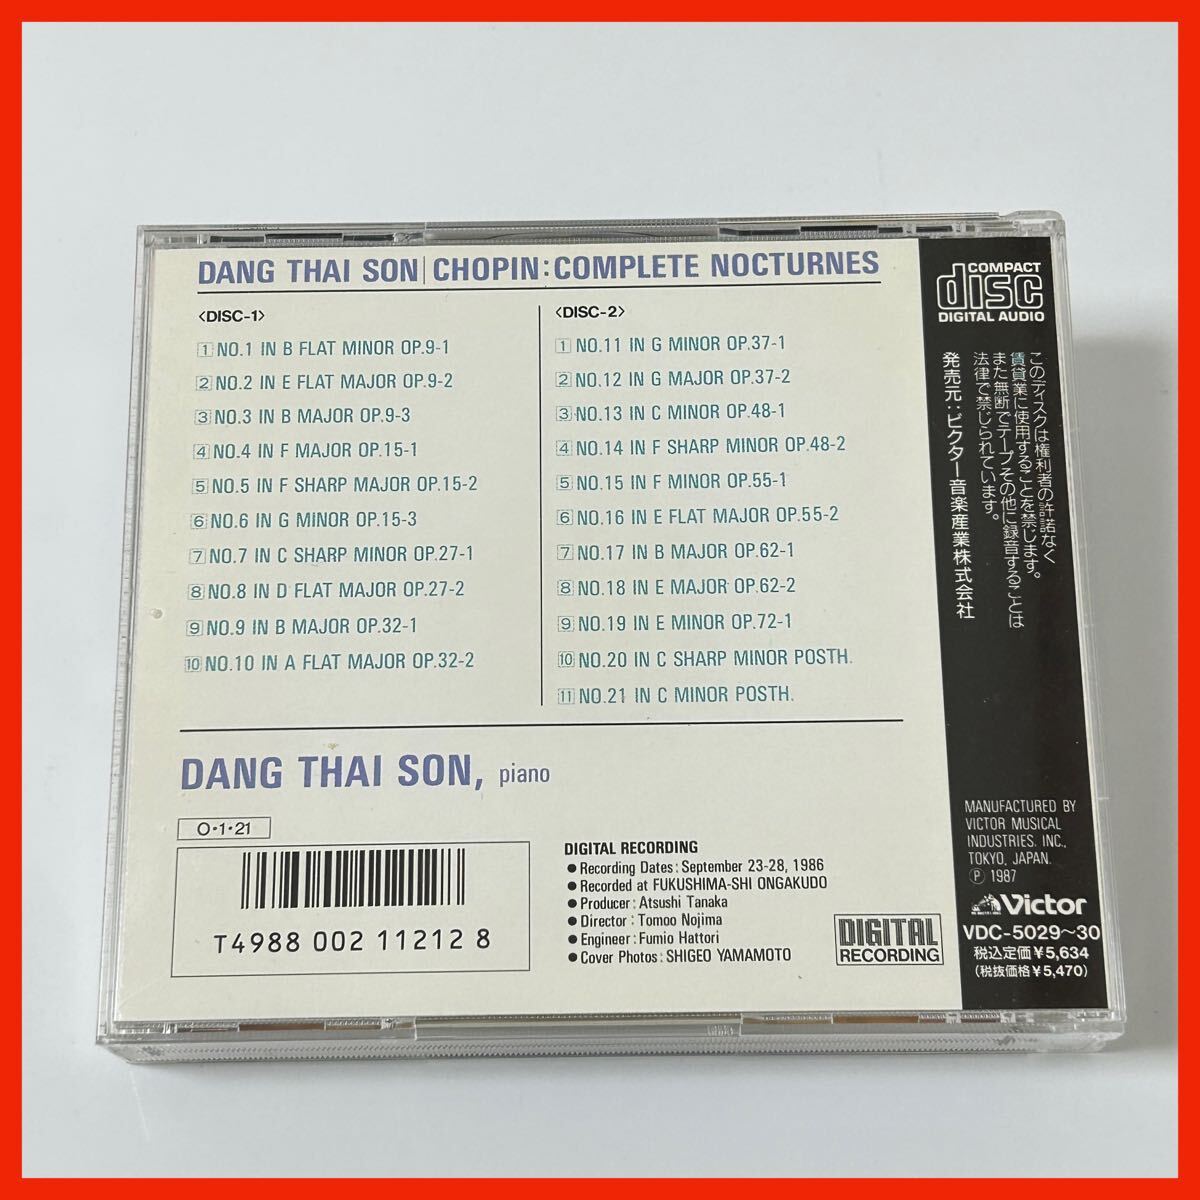 DANG THAI SON|CHOPIN:COMPLETE NOCTURNES
〈DISC-1〉
1 NO.1 IN B FLAT MINOR OP.9-1
2 NO.2 IN E FLAT MAJOR OP.9-2
3 NO.3 IN B MAJOR OP.9-3
4 NO.4 IN F MAJOR OP.15-1
5 NO.5 IN F SHARP MAJOR OP.15-2
6 NO.6 IN G MINOR OP.15-3
7 NO.7 IN C SHARP MINOR OP.27-1
8 NO.8 IN D FLAT MAJOR OP.27-2
9 NO.9 IN B MAJOR OP.32-1
10 NO.10 IN A FLAT MAJOR OP.32-2
〈DISC-2〉
1 NO.11 IN G MINOR OP.37-1
2 NO.12 IN G MAJOR OP.37-2
3 NO.13 IN C MINOR OP.48-1
4 NO.14 IN F SHARP MINOR OP.48-2
5 NO.15 IN F MINOR OP.55-1
6 NO.16 IN E FLAT MAJOR OP.55-2
7 NO.17 IN B MAJOR OP.62-1
8 NO.18 IN E MAJOR OP.62-2
9 NO.19 IN E MINOR OP.72-1
10 NO.20 IN C SHARP MINOR POSTH.
11 NO.21 IN C MINOR POSTH.
DANG THAI SON, piano
O・1・21
T4988 002 11212 8
DIGITAL RECORDING
● Recording Dates: September 23-28, 1986
● Recorded at FUKUSHIMA-SHI ONGAKUDO
● Producer: Atsushi Tanaka
● Director: Tomoo Nojima
● Engineer: Fumio Hattori
● Cover Photos: SHIGEO YAMAMOTO
DIGITAL
RECORDING
COMPACT
disc
DIGITAL AUDIO
このディスクは権利者の許諾なく
賃貸業に使用することを禁じます。
また無断でテープその他に録音することは
法律で禁じられています。
発売元:ビクター音楽産業株式会社
MANUFACTURED BY
VICTOR MUSICAL
INDUSTRIES. INC.,
TOKYO, JAPAN.
Ⓟ 1987
Victor
VDC-5029〜30
税込定価¥5,634
(税抜価格¥5,470)